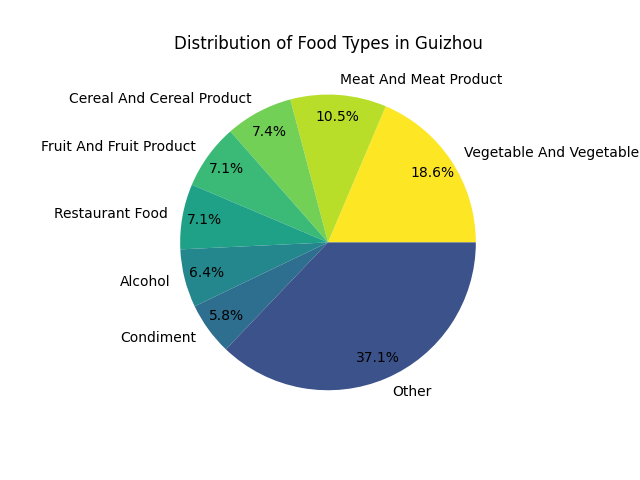 Distribution of Food Types in Guizhou
Meat And Meat Product
Cereal And Cereal Product
10.5%
7.4%
Fruit And Fruit Product
Vegetable And Vegetable
7.1%
18.6%
Restaurant Food
7.1%
6.4%
Alcohol
5.8%
Condiment
37.1%
Other